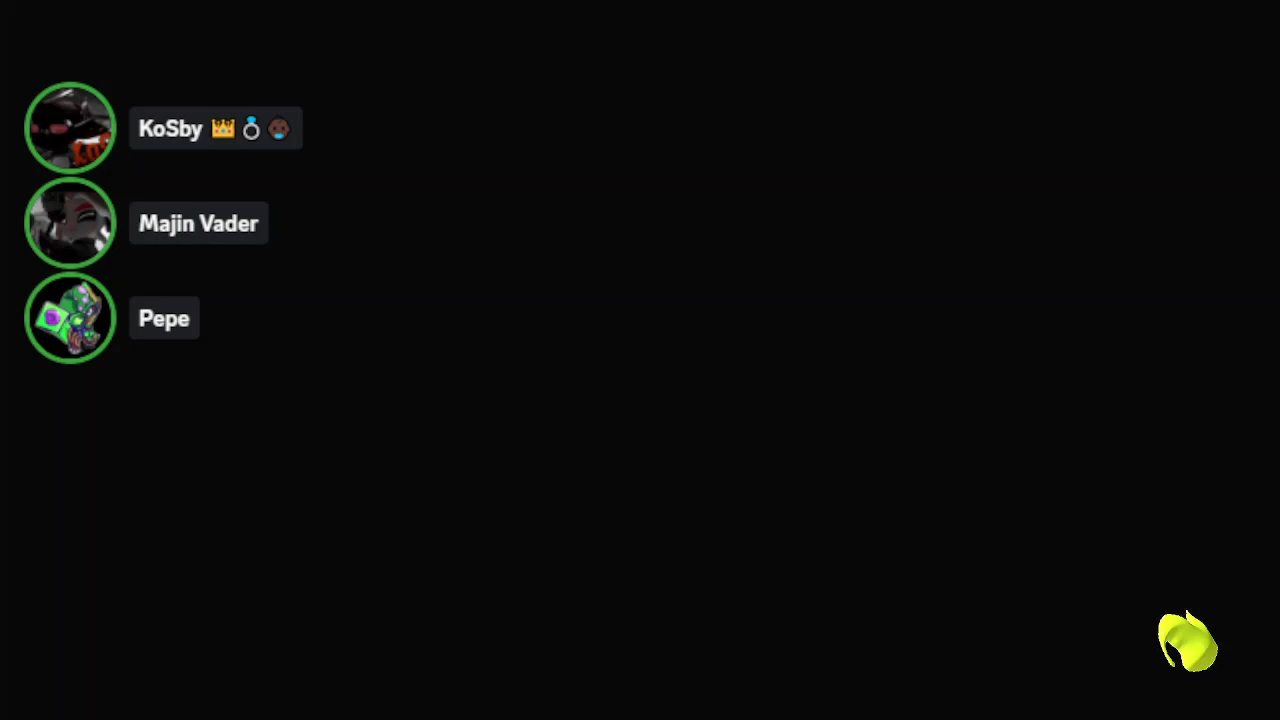 KoSby 👑 💍 👶🏿
Majin Vader
Pepe